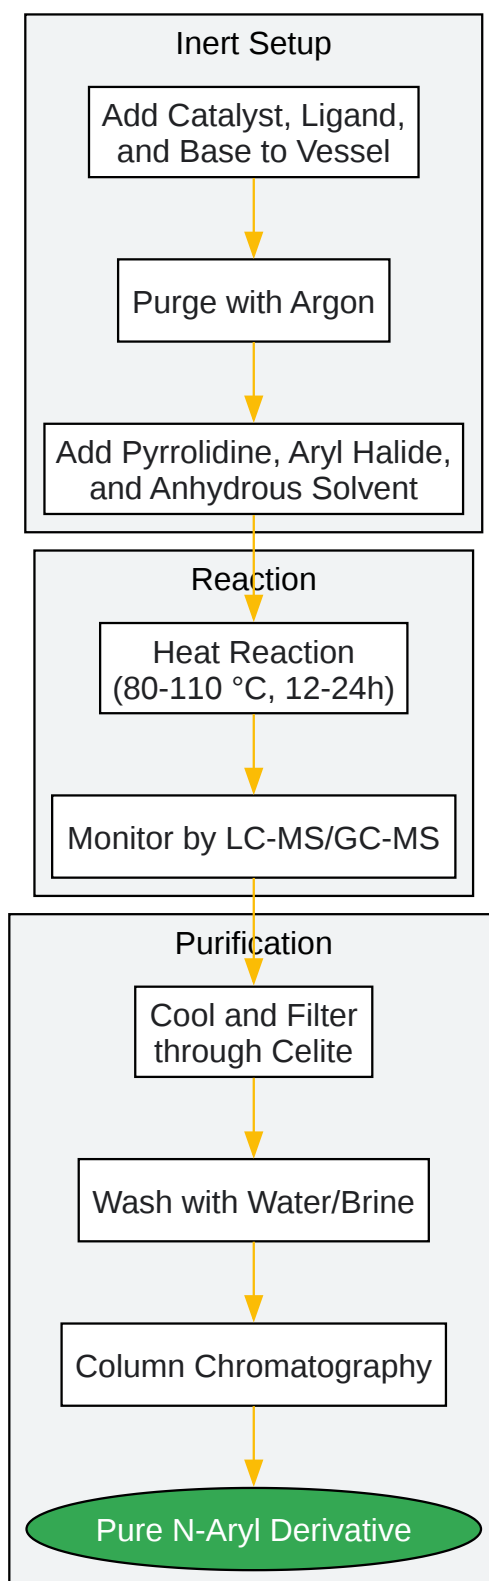 Inert Setup
Add Catalyst, Ligand,
and Base to Vessel
Purge with Argon
Add Pyrrolidine, Aryl Halide,
and Anhydrous Solvent
Reaction
Heat Reaction
(80-110 °C, 12-24h)
Monitor by LC-MS/GC-MS
Purification
Cool and Filter
through Celite
Wash with Water/Brine
Column Chromatography
Pure N-Aryl Derivative